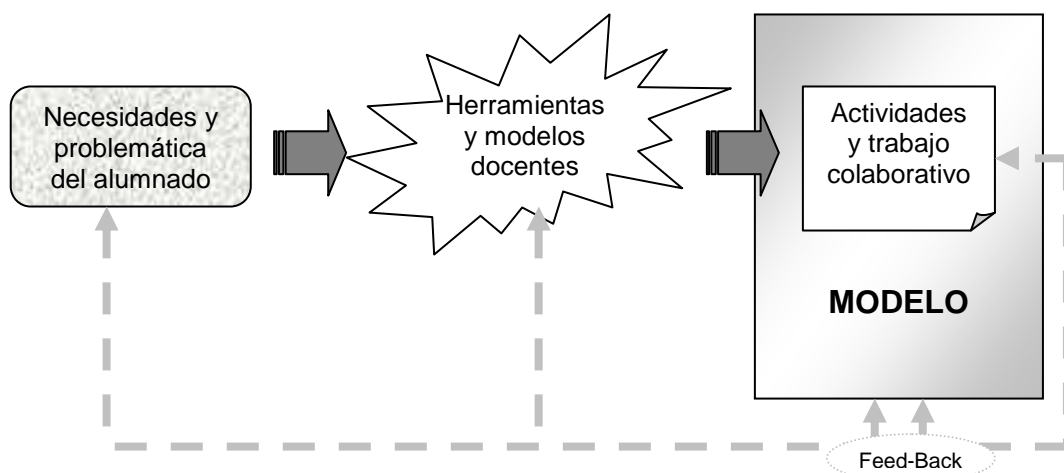 Necesidades y
problemática
del alumnado
Herramientas
y modelos
docentes
Actividades
y trabajo
colaborativo
MODELO
Feed-Back